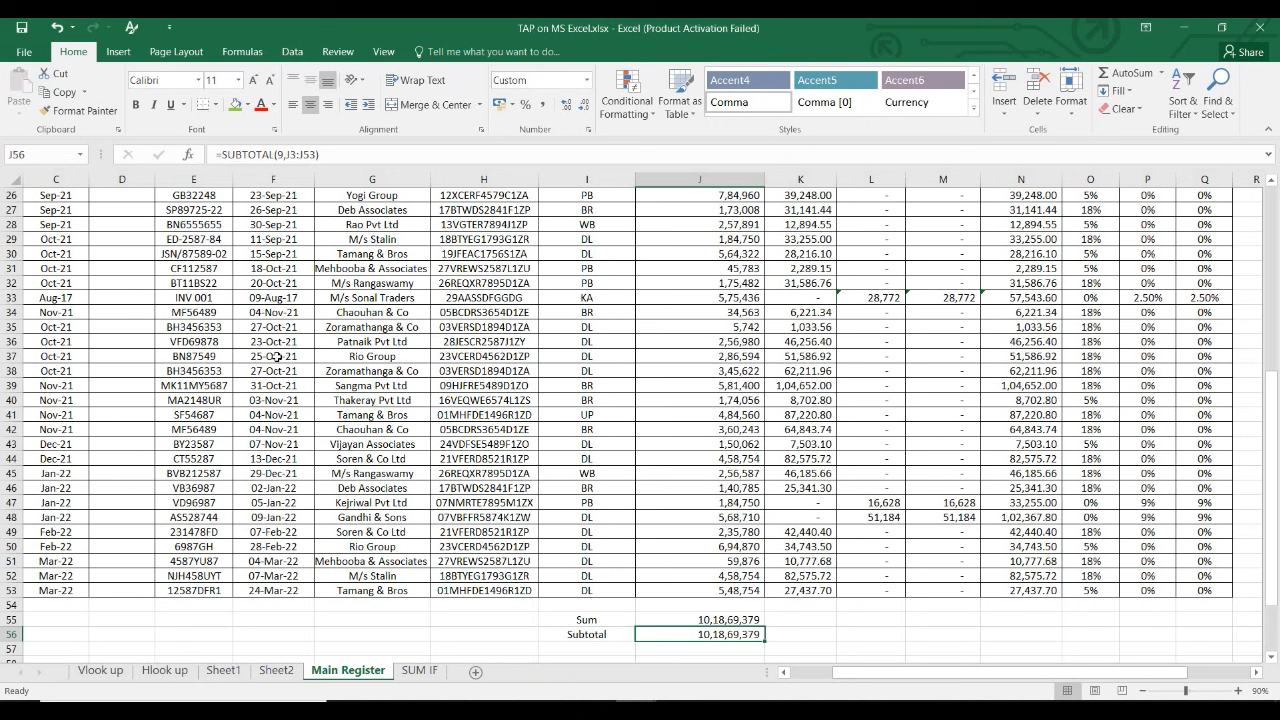 TAP on MS Excel.xlsx - Excel (Product Activation Failed)
File Home Insert Page Layout Formulas Data Review View Tell me what you want to do... Share
Paste Cut Copy Format Painter Clipboard
Calibri 11 B I U Font
Wrap Text Merge & Center Alignment
Custom % , Number
Conditional Formatting Format as Table Accent4 Accent5 Accent6 Comma Comma [0] Currency Styles
Insert Delete Format Cells
AutoSum Fill Clear Sort & Filter Find & Select Editing
J56 fx =SUBTOTAL(9,J3:J53)
C D E F G H I J K L M N O P Q R
26 Sep-21 GB32248 23-Sep-21 Yogi Group 12XCERF4579C1ZA PB 7,84,960 39,248.00 - - 39,248.00 5% 0% 0%
27 Sep-21 SP89725-22 26-Sep-21 Deb Associates 17BTWDS2841F1ZP BR 1,73,008 31,141.44 - - 31,141.44 18% 0% 0%
28 Sep-21 BN6555655 30-Sep-21 Rao Pvt Ltd 13VGTER7894J1ZP WB 2,57,891 12,894.55 - - 12,894.55 5% 0% 0%
29 Oct-21 ED-2587-84 11-Sep-21 M/s Stalin 18BTYEG1793G1ZR DL 1,84,750 33,255.00 - - 33,255.00 18% 0% 0%
30 Oct-21 JSN/87589-02 15-Sep-21 Tamang & Bros 19JFEAC1756S1ZA DL 5,64,322 28,216.10 - - 28,216.10 5% 0% 0%
31 Oct-21 CF112587 18-Oct-21 Mehbooba & Associates 27VREWS2587L1ZU PB 45,783 2,289.15 - - 2,289.15 5% 0% 0%
32 Oct-21 BT11BS22 20-Oct-21 M/s Rangaswamy 26REQXR7895D1ZA PB 1,75,482 31,586.76 - - 31,586.76 18% 0% 0%
33 Aug-17 INV 001 09-Aug-17 M/s Sonal Traders 29AASSDFGGDG KA 5,75,436 - 28,772 28,772 57,543.60 0% 2.50% 2.50%
34 Nov-21 MF56489 04-Nov-21 Chaouhan & Co 05BCDRS3654D1ZE BR 34,563 6,221.34 - - 6,221.34 18% 0% 0%
35 Oct-21 BH3456353 27-Oct-21 Zoramathanga & Co 03VERSD1894D1ZA DL 5,742 1,033.56 - - 1,033.56 18% 0% 0%
36 Oct-21 VFD69878 23-Oct-21 Patnaik Pvt Ltd 28JESCR2587J1ZY DL 2,56,980 46,256.40 - - 46,256.40 18% 0% 0%
37 Oct-21 BN87549 25-Oct-21 Rio Group 23VCERD4562D1ZP DL 2,86,594 51,586.92 - - 51,586.92 18% 0% 0%
38 Oct-21 BH3456353 27-Oct-21 Zoramathanga & Co 03VERSD1894D1ZA DL 3,45,622 62,211.96 - - 62,211.96 18% 0% 0%
39 Nov-21 MK11MY5687 31-Oct-21 Sangma Pvt Ltd 09HJFRE5489D1ZO BR 5,81,400 1,04,652.00 - - 1,04,652.00 18% 0% 0%
40 Nov-21 MA2148UR 03-Nov-21 Thakeray Pvt Ltd 16VEQWE6574L1ZS BR 1,74,056 8,702.80 - - 8,702.80 5% 0% 0%
41 Nov-21 SF54687 04-Nov-21 Tamang & Bros 01MHFDE1496R1ZD UP 4,84,560 87,220.80 - - 87,220.80 18% 0% 0%
42 Nov-21 MF56489 04-Nov-21 Chaouhan & Co 05BCDRS3654D1ZE BR 3,60,243 64,843.74 - - 64,843.74 18% 0% 0%
43 Dec-21 BY23587 07-Nov-21 Vijayan Associates 24VDFSE5489F1ZO DL 1,50,062 7,503.10 - - 7,503.10 5% 0% 0%
44 Dec-21 CT55287 13-Dec-21 Soren & Co Ltd 21VFERD8521R1ZP DL 4,58,754 82,575.72 - - 82,575.72 18% 0% 0%
45 Jan-22 BVB212587 29-Dec-21 M/s Rangaswamy 26REQXR7895D1ZA WB 2,56,587 46,185.66 - - 46,185.66 18% 0% 0%
46 Jan-22 VB36987 02-Jan-22 Deb Associates 17BTWDS2841F1ZP BR 1,40,785 25,341.30 - - 25,341.30 18% 0% 0%
47 Jan-22 VD96987 05-Jan-22 Kejriwal Pvt Ltd 07NMRTE7895M1ZX PB 1,84,750 - 16,628 16,628 33,255.00 0% 9% 9%
48 Jan-22 AS528744 09-Jan-22 Gandhi & Sons 07VBFFR5874K1ZW DL 5,68,710 - 51,184 51,184 1,02,367.80 0% 9% 9%
49 Feb-22 231478FD 07-Feb-22 Soren & Co Ltd 21VFERD8521R1ZP DL 2,35,780 42,440.40 - - 42,440.40 18% 0% 0%
50 Feb-22 6987GH 28-Feb-22 Rio Group 23VCERD4562D1ZP DL 6,94,870 34,743.50 - - 34,743.50 5% 0% 0%
51 Mar-22 4587YU87 04-Mar-22 Mehbooba & Associates 27VREWS2587L1ZU DL 59,876 10,777.68 - - 10,777.68 18% 0% 0%
52 Mar-22 NJH458UYT 07-Mar-22 M/s Stalin 18BTYEG1793G1ZR DL 4,58,754 82,575.72 - - 82,575.72 18% 0% 0%
53 Mar-22 12587DFR1 24-Mar-22 Tamang & Bros 01MHFDE1496R1ZD DL 5,48,754 27,437.70 - - 27,437.70 5% 0% 0%
54
55 Sum 10,18,69,379
56 Subtotal 10,18,69,379
57
Vlook up Hlook up Sheet1 Sheet2 Main Register SUM IF
Ready 90%